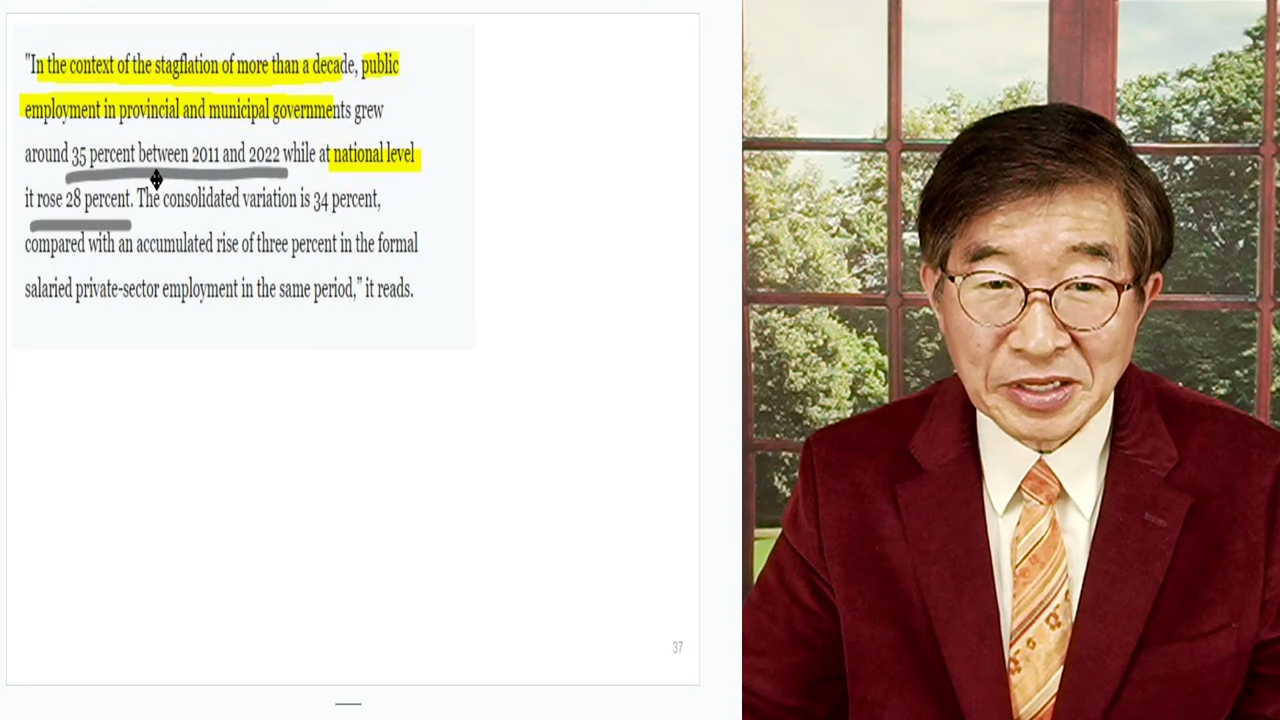 "In the context of the stagflation of more than a decade, public
employment in provincial and municipal governments grew
around 35 percent between 2011 and 2022 while at national level
it rose 28 percent. The consolidated variation is 34 percent,
compared with an accumulated rise of three percent in the formal
salaried private-sector employment in the same period,” it reads.
37